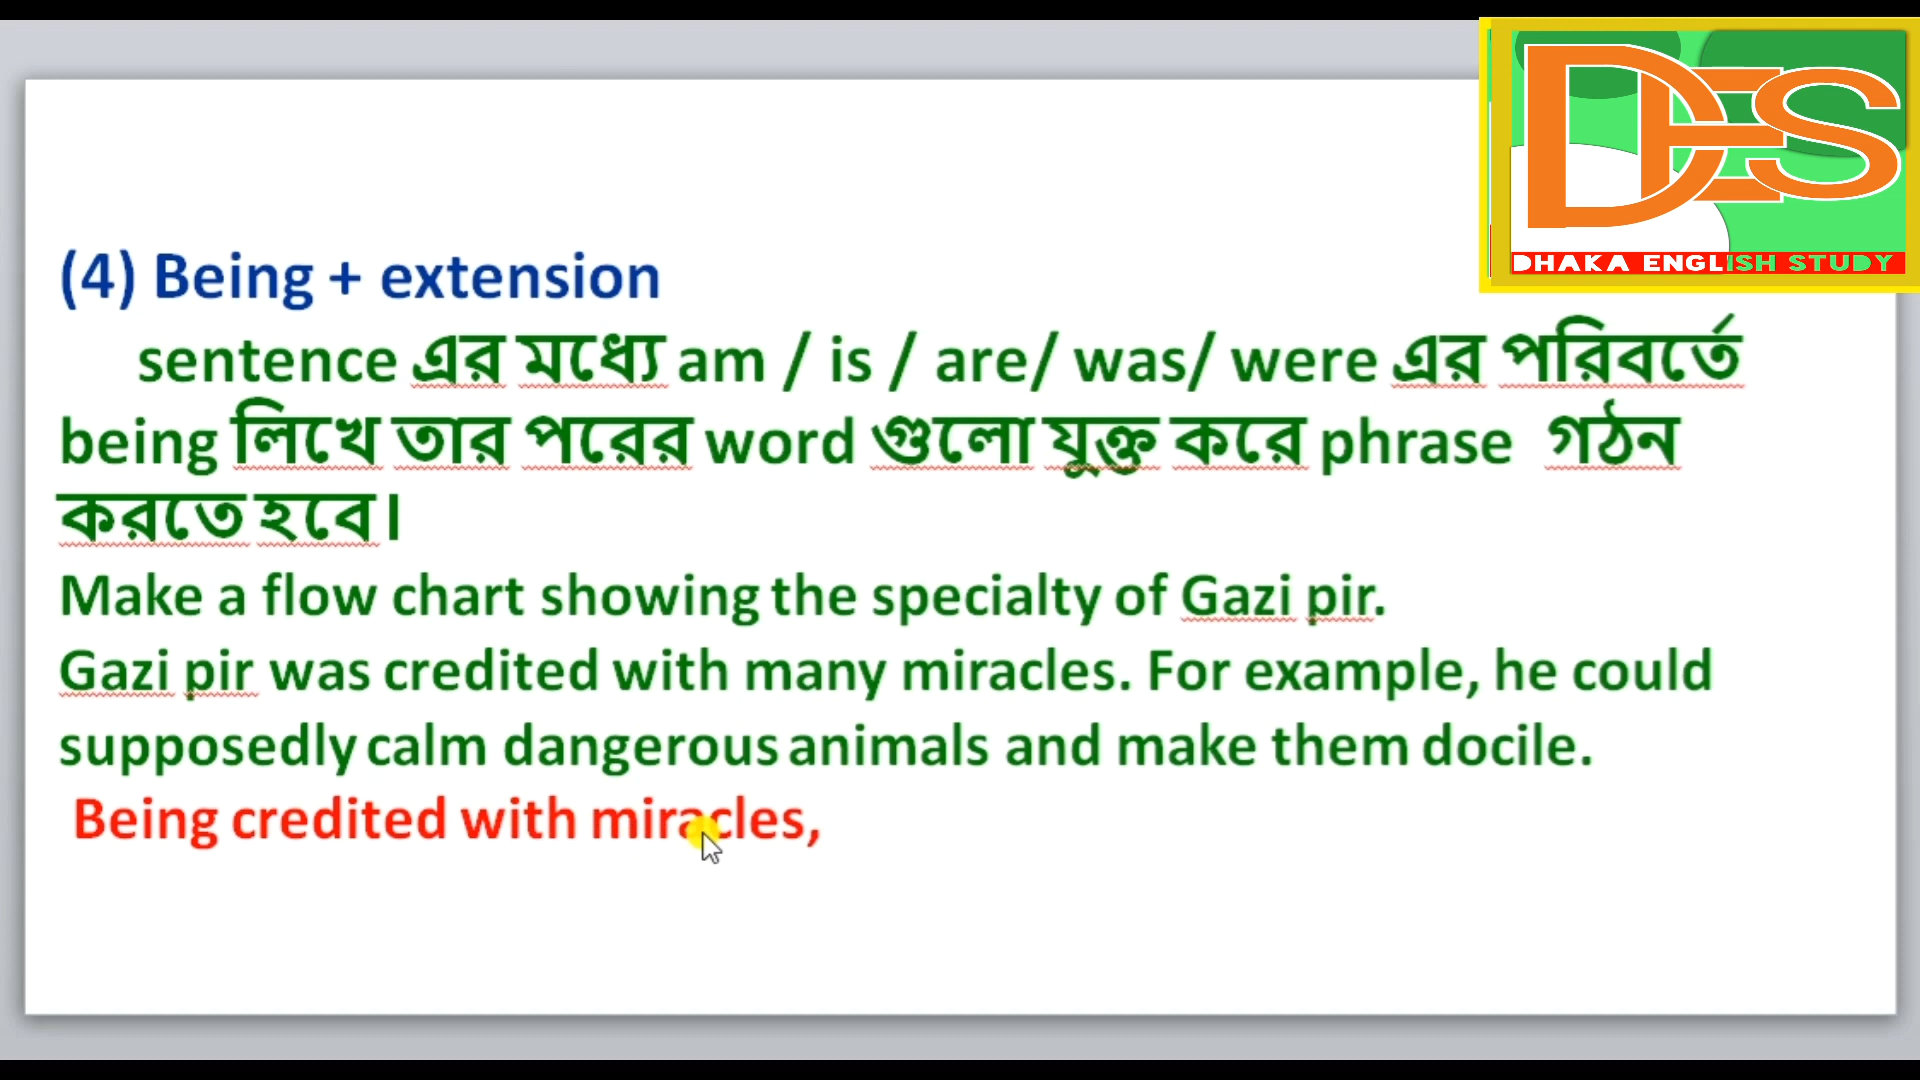 DES
DHAKA ENGLISH STUDY
(4) Being + extension
sentence এর মধ্যে am / is / are/ was/ were এর পরিবর্তে
being লিখে তার পরের word গুলো যুক্ত করে phrase গঠন
করতে হবে।
Make a flow chart showing the specialty of Gazi pir.
Gazi pir was credited with many miracles. For example, he could
supposedly calm dangerous animals and make them docile.
Being credited with miracles,